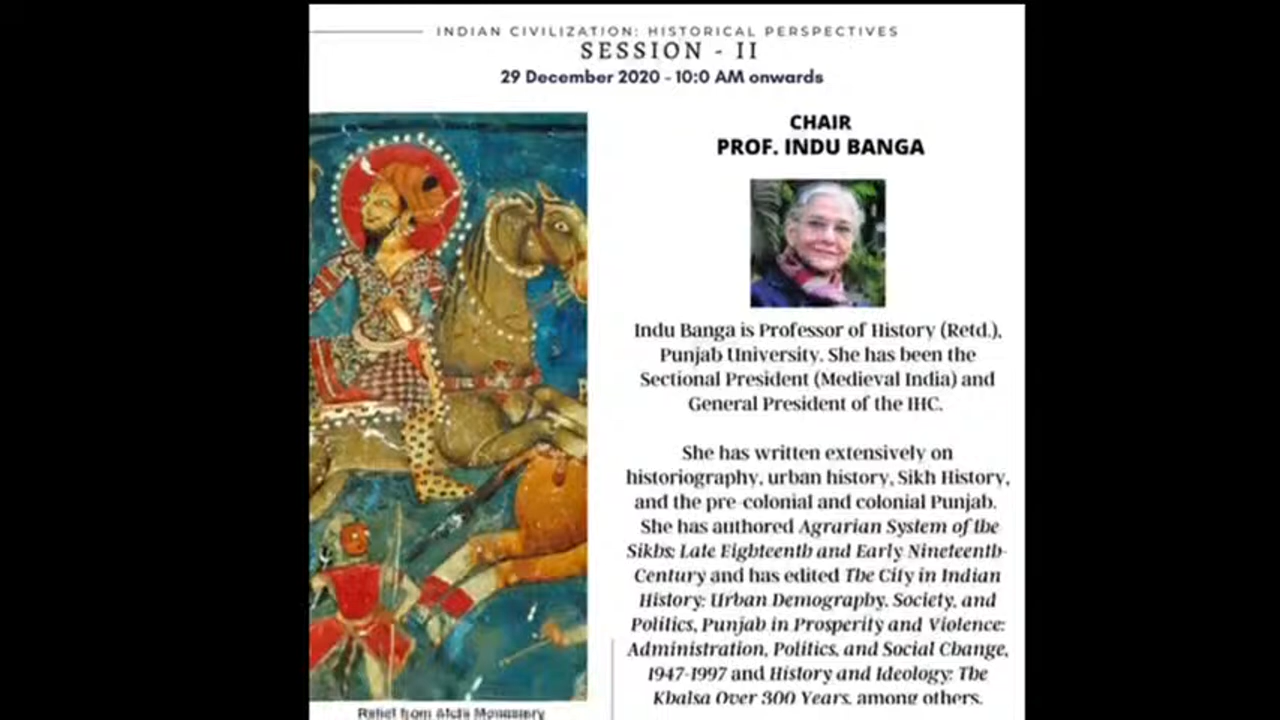 INDIAN CIVILIZATION: HISTORICAL PERSPECTIVES
SESSION - II
29 December 2020 - 10:0 AM onwards
CHAIR
PROF. INDU BANGA
Indu Banga is Professor of History (Retd.),
Punjab University. She has been the
Sectional President (Medieval India) and
General President of the IHC.
She has written extensively on
historiography, urban history, Sikh History,
and the pre-colonial and colonial Punjab.
She has authored Agrarian System of the
Sikhs: Late Eighteenth and Early Nineteenth-
Century and has edited The City in Indian
History: Urban Demography, Society, and
Politics, Punjab in Prosperity and Violence:
Administration, Politics, and Social Change,
1947-1997 and History and Ideology: The
Khalsa Over 300 Years, among others.
Relief from Alchi Monastery